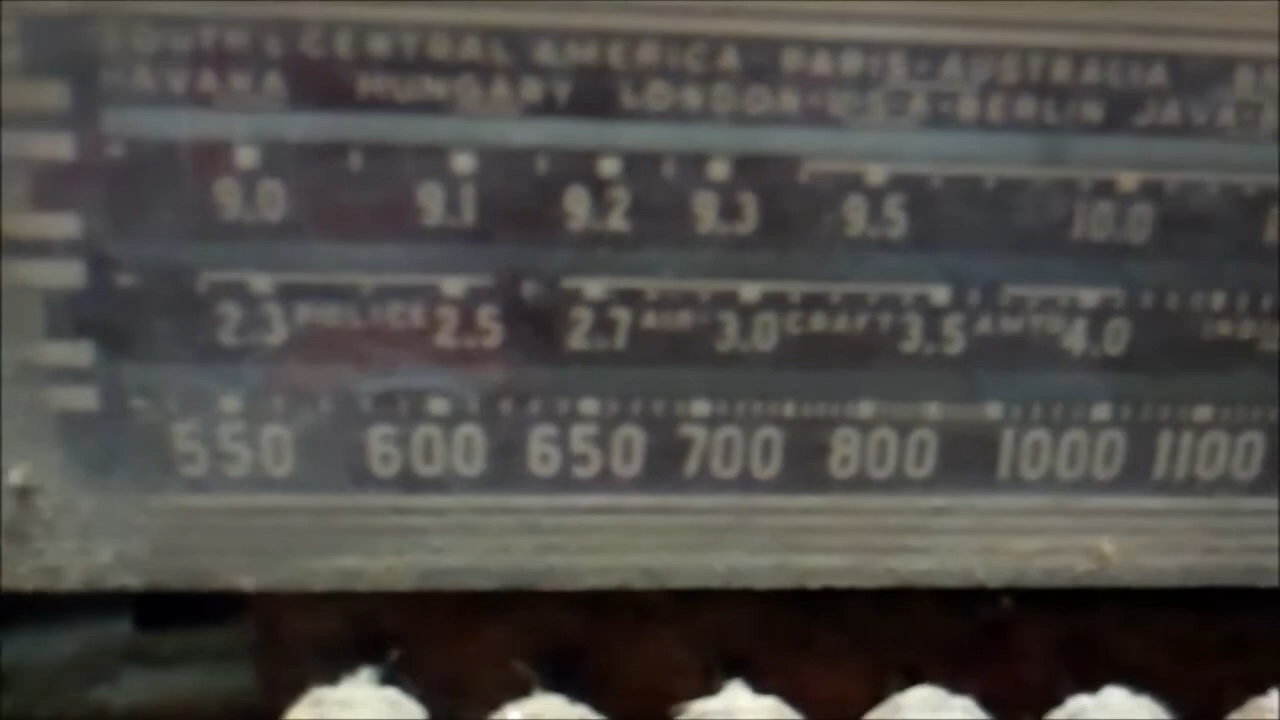 SOUTH & CENTRAL AMERICA · PARIS · AUSTRALIA
HAVANA HUNGARY LONDON · U·S·A · BERLIN JAVA
9.0 9.1 9.2 9.3 9.5 10.0
2.3 POLICE 2.5 2.7 AIR- 3.0 CRAFT 3.5 AMTR 4.0
550 600 650 700 800 1000 1100